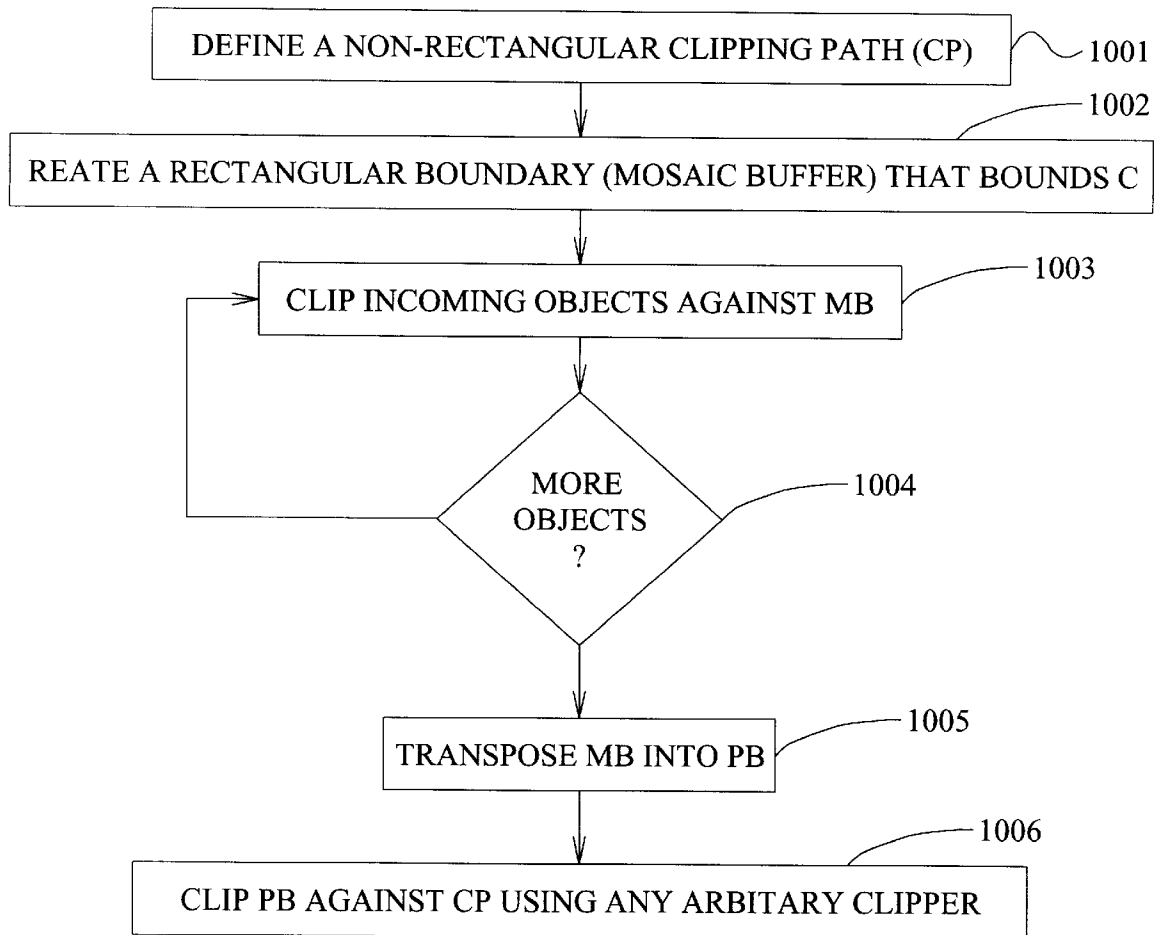 DEFINE A NON-RECTANGULAR CLIPPING PATH (CP)
1001
1002
REATE A RECTANGULAR BOUNDARY (MOSAIC BUFFER) THAT BOUNDS C
1003
CLIP INCOMING OBJECTS AGAINST MB
MORE
OBJECTS
?
1004
1005
TRANSPOSE MB INTO PB
1006
CLIP PB AGAINST CP USING ANY ARBITARY CLIPPER